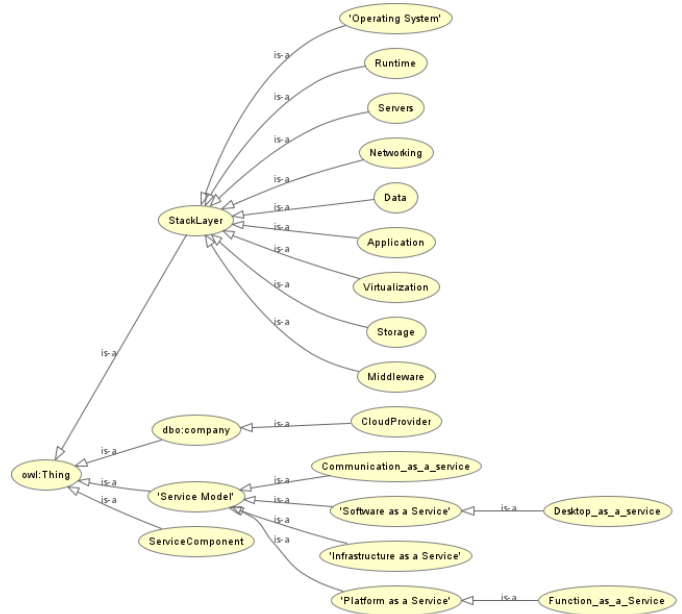 'Operating System'
is-a
Runtime
is-a
Servers
is-a
Networking
is-a
Data
is-a
StackLayer
is-a
Application
is-a
Virtualization
is-a
Storage
is-a
Middleware
is-a
CloudProvider
is-a
dbo:company
is-a
Communication_as_a_service
is-a
owl:Thing
is-a
'Service Model'
is-a
'Software as a Service'
is-a
Desktop_as_a_service
is-a
ServiceComponent
is-a
'Infrastructure as a Service'
is-a
'Platform as a Service'
is-a
Function_as_a_Service